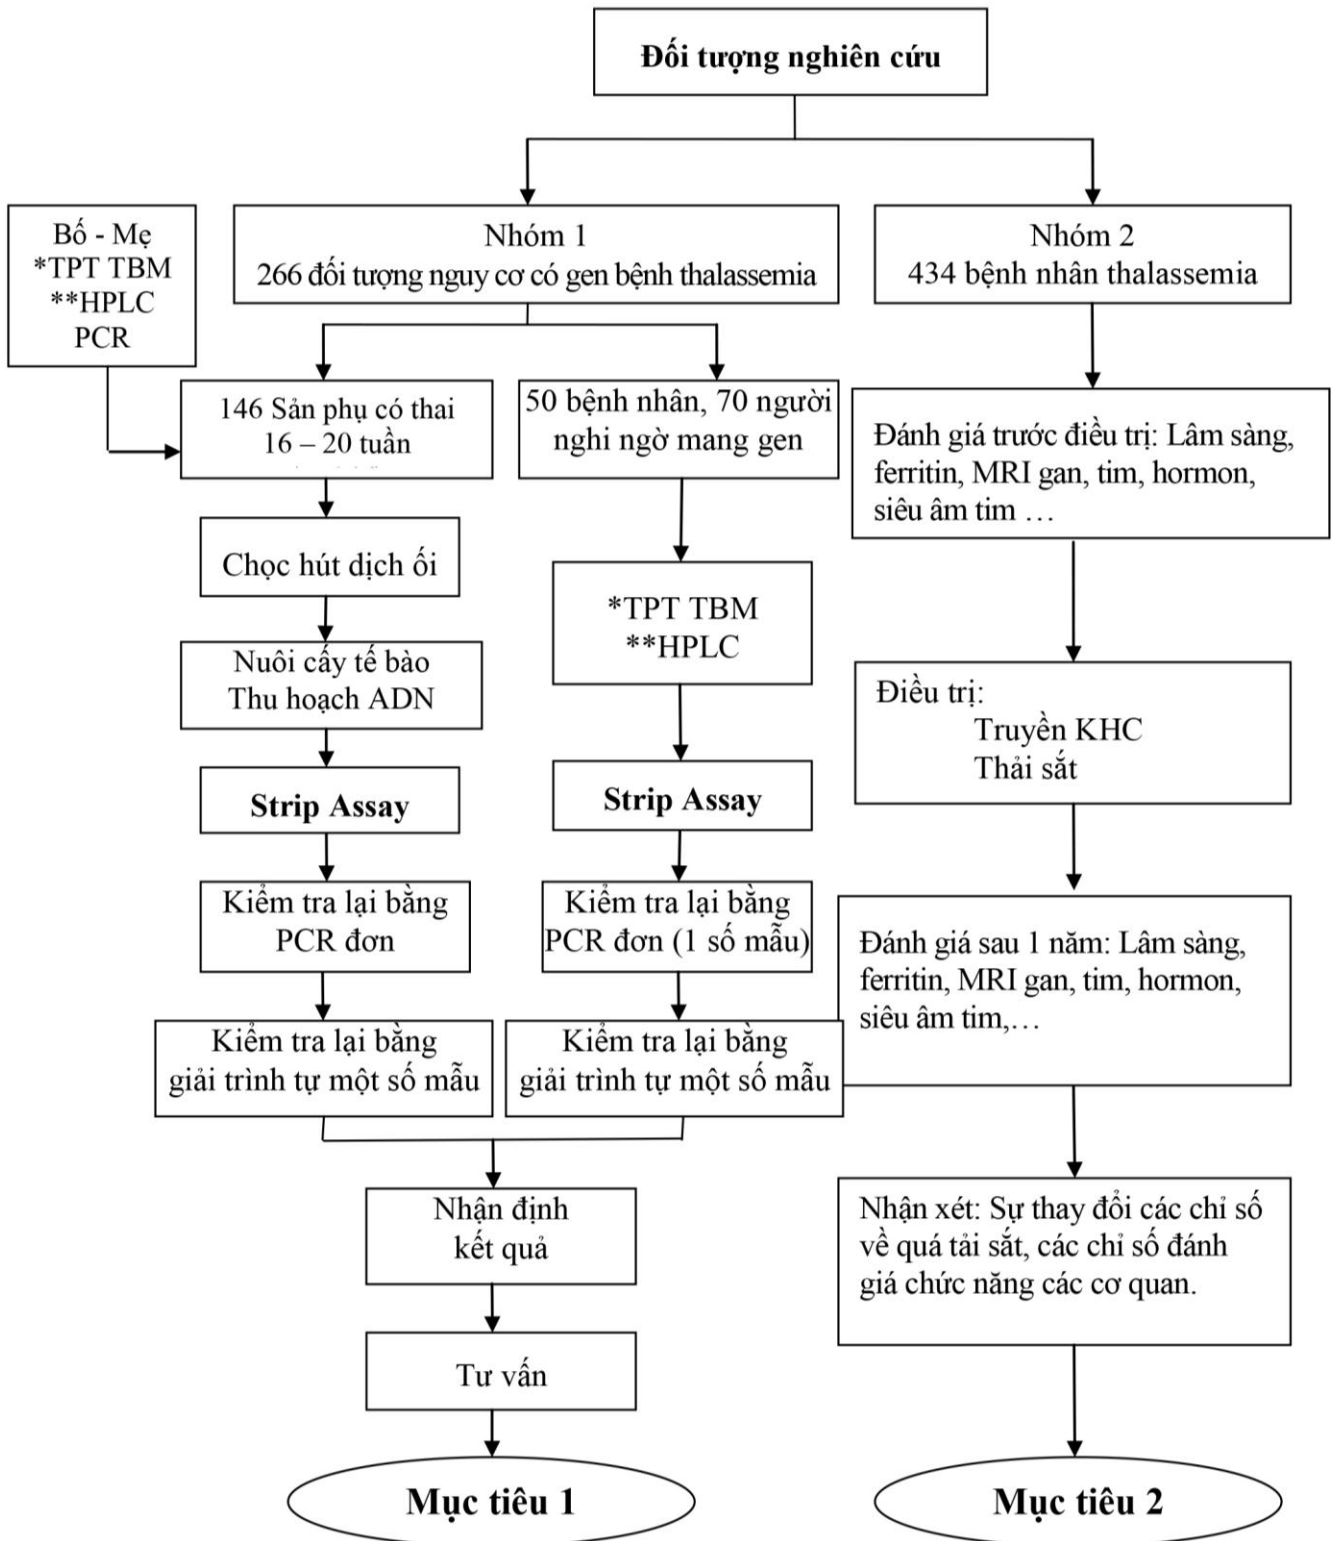 Đối tượng nghiên cứu
Bố - Mẹ
*TPT TBM
**HPLC
PCR
Nhóm 1
266 đối tượng nguy cơ có gen bệnh thalassemia
Nhóm 2
434 bệnh nhân thalassemia
146 Sản phụ có thai
16 – 20 tuần
50 bệnh nhân, 70 người
nghi ngờ mang gen
Đánh giá trước điều trị: Lâm sàng,
ferritin, MRI gan, tim, hormon,
siêu âm tim …
Chọc hút dịch ối
*TPT TBM
**HPLC
Nuôi cấy tế bào
Thu hoạch ADN
Điều trị:
Truyền KHC
Thải sắt
Strip Assay
Strip Assay
Kiểm tra lại bằng
PCR đơn
Kiểm tra lại bằng
PCR đơn (1 số mẫu)
Đánh giá sau 1 năm: Lâm sàng,
ferritin, MRI gan, tim, hormon,
siêu âm tim,…
Kiểm tra lại bằng
giải trình tự một số mẫu
Kiểm tra lại bằng
giải trình tự một số mẫu
Nhận định
kết quả
Nhận xét: Sự thay đổi các chỉ số
về quá tải sắt, các chỉ số đánh
giá chức năng các cơ quan.
Tư vấn
Mục tiêu 1
Mục tiêu 2